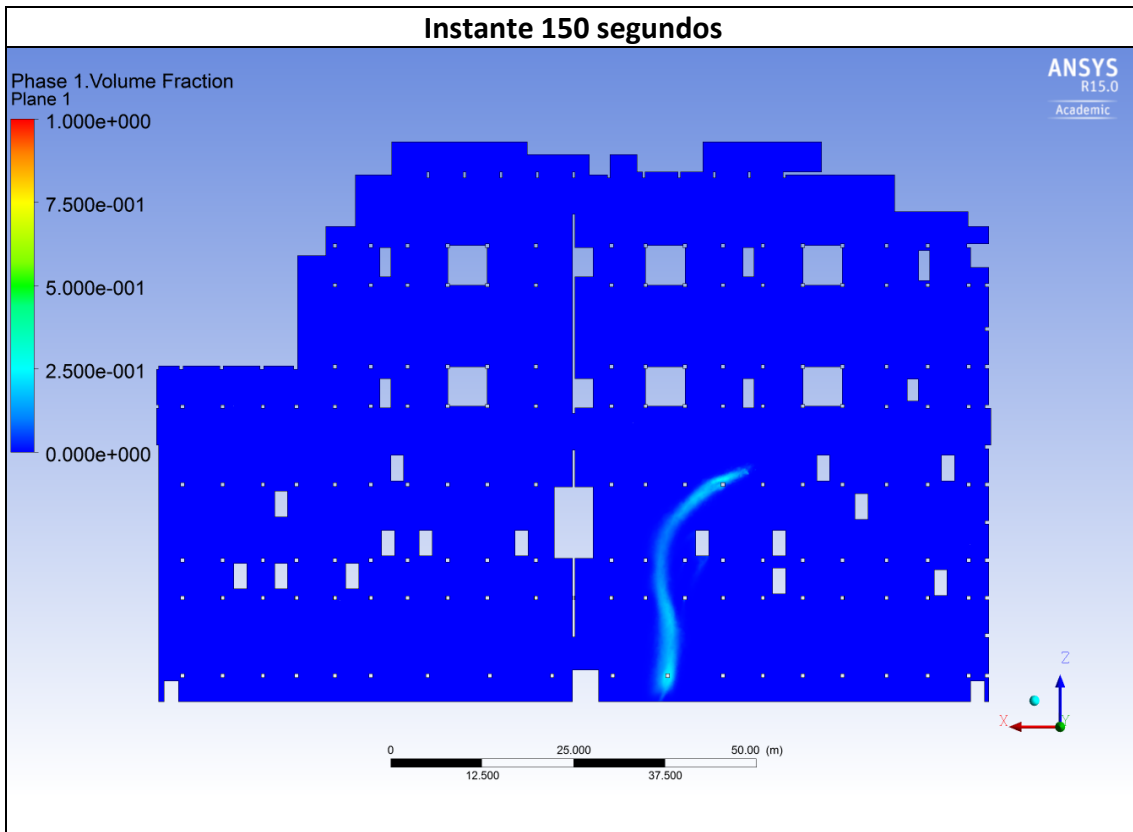 Instante 150 segundos
Phase 1.Volume Fraction
Plane 1
1.000e+000
7.500e-001
5.000e-001
2.500e-001
0.000e+000
ANSYS
R15.0
Academic
Z
X
Y
0 25.000 50.00 (m)
12.500 37.500